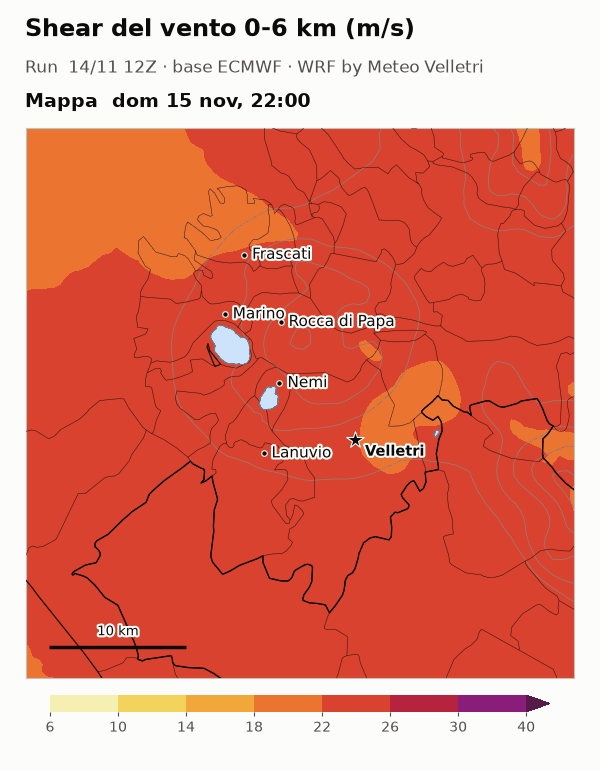 Shear del vento 0-6 km (m/s)
Run  14/11 12Z · base ECMWF · WRF by Meteo Velletri
Mappa  dom 15 nov, 22:00
Frascati
Marino
Rocca di Papa
Nemi
Velletri
Lanuvio
10 km
6 10 14 18 22 26 30 40